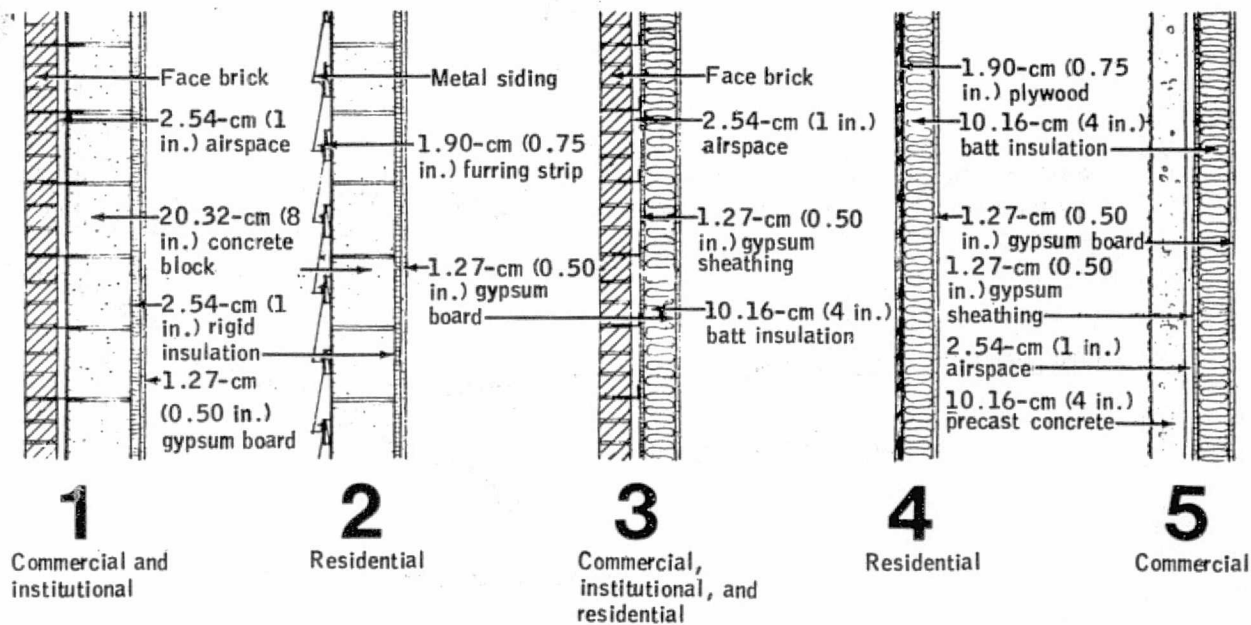 Face brick
2.54-cm (1
in.) airspace
20.32-cm (8
in.) concrete
block
2.54-cm (1
in.) rigid
insulation
1.27-cm
(0.50 in.)
gypsum board
Metal siding
1.90-cm (0.75
in.) furring strip
1.27-cm (0.50
in.) gypsum
board
Face brick
2.54-cm (1 in.)
airspace
1.27-cm (0.50
in.) gypsum
sheathing
10.16-cm (4 in.)
batt insulation
1.90-cm (0.75
in.) plywood
10.16-cm (4 in.)
batt insulation
1.27-cm (0.50
in.) gypsum board
1.27-cm (0.50
in.) gypsum
sheathing
2.54-cm (1 in.)
airspace
10.16-cm (4 in.)
precast concrete
1
Commercial and
institutional
2
Residential
3
Commercial,
institutional, and
residential
4
Residential
5
Commercial